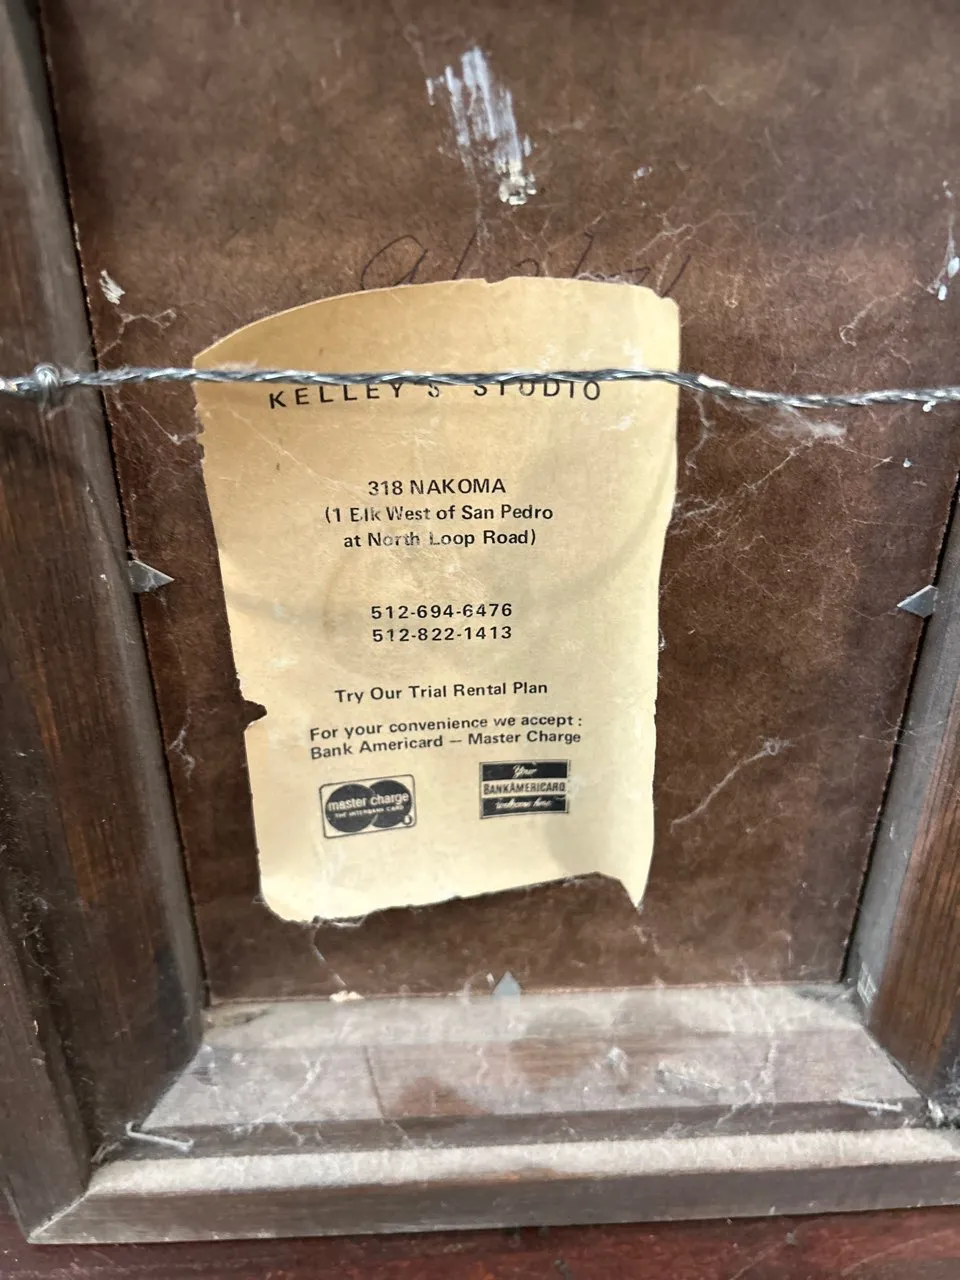 KELLEY'S STUDIO
318 NAKOMA
(1 Blk West of San Pedro
at North Loop Road)
512-694-6476
512-822-1413
Try Our Trial Rental Plan
For your convenience we accept :
Bank Americard — Master Charge
master charge
THE INTERBANK CARD
Your
BANKAMERICARD
welcome here